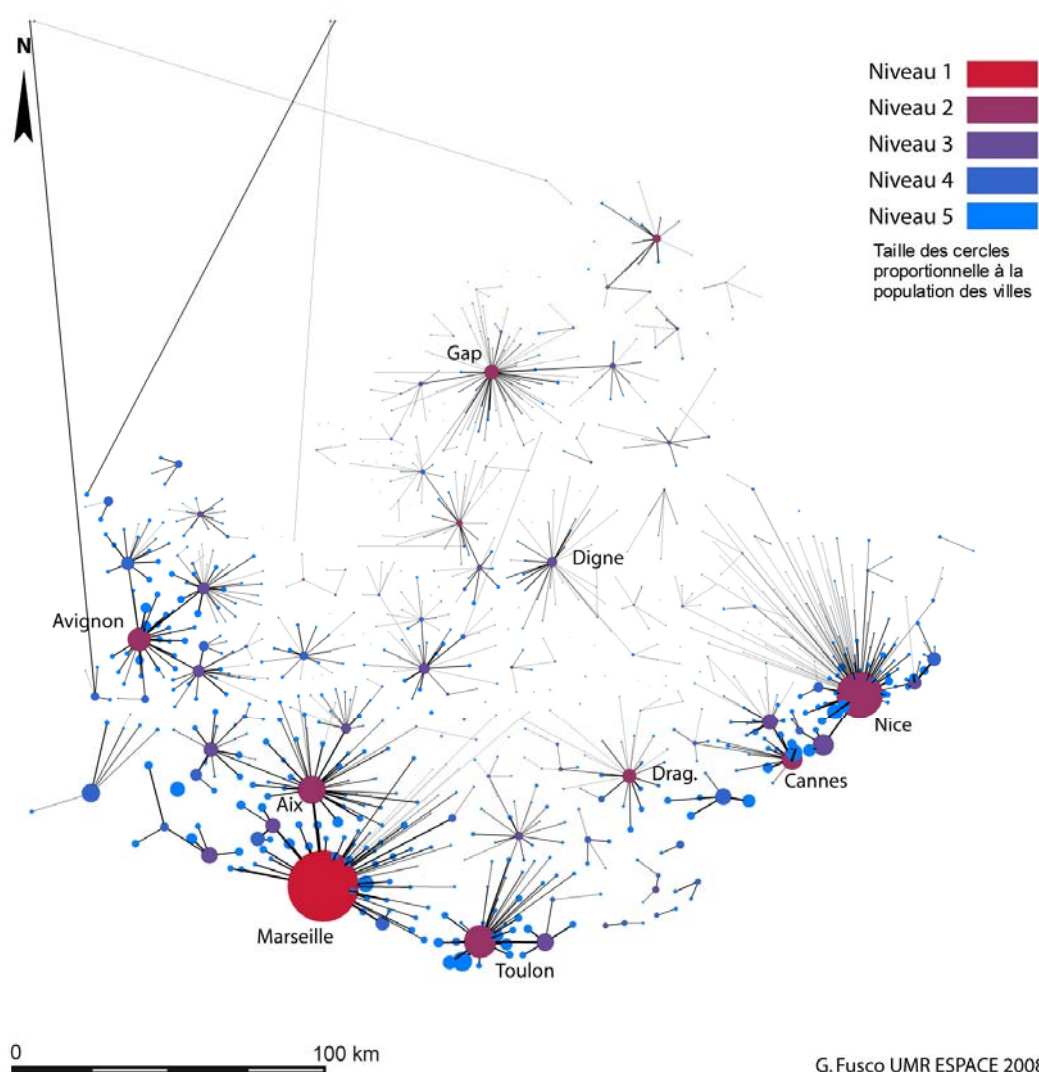 N
Niveau 1
Niveau 2
Niveau 3
Niveau 4
Niveau 5
Taille des cercles
proportionnelle à la
population des villes
Gap
Digne
Avignon
Nice
Drag.
Cannes
Aix
Marseille
Toulon
0
100 km
G. Fusco UMR ESPACE 2008